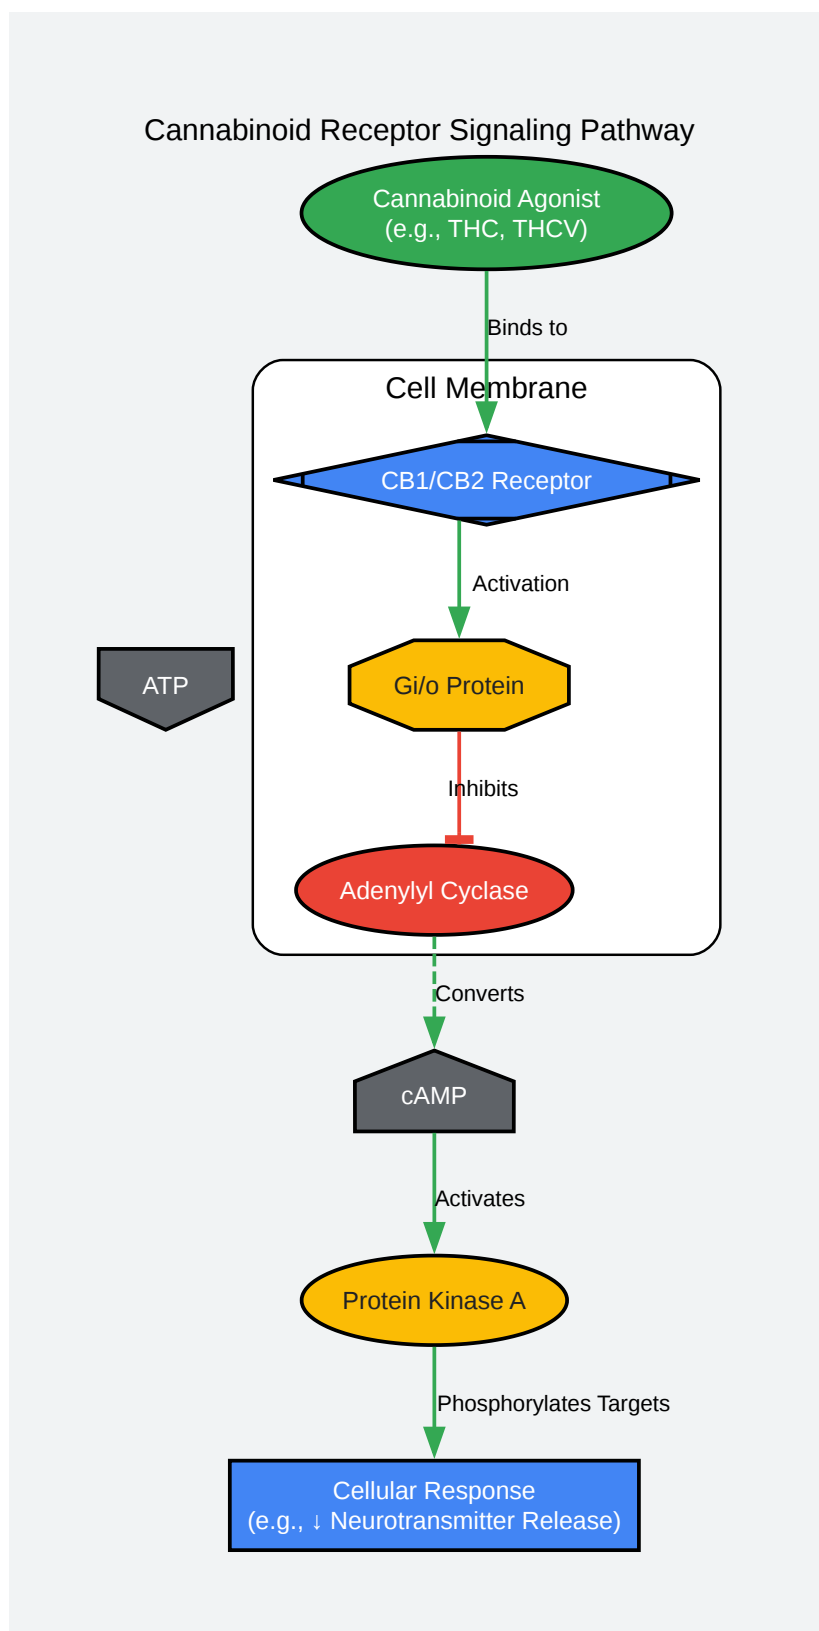 Cannabinoid Receptor Signaling Pathway
Cannabinoid Agonist
(e.g., THC, THCV)
Binds to
Cell Membrane
CB1/CB2 Receptor
Activation
ATP
Gi/o Protein
Inhibits
Adenylyl Cyclase
Converts
cAMP
Activates
Protein Kinase A
Phosphorylates Targets
Cellular Response
(e.g., ↓ Neurotransmitter Release)